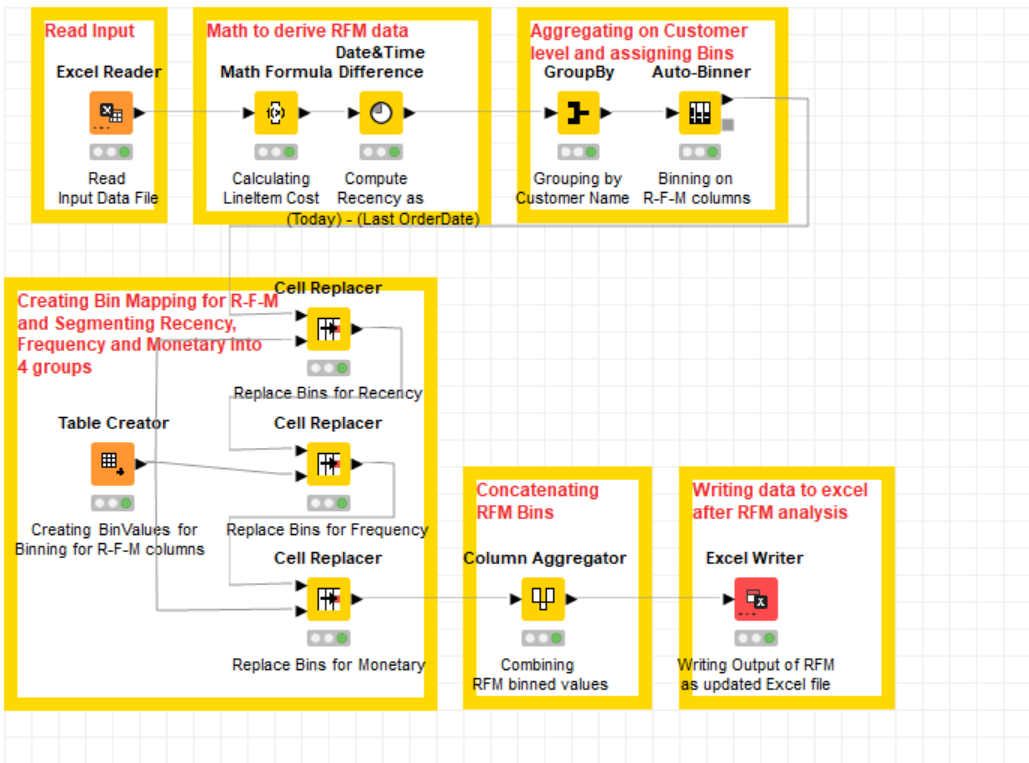 Read Input
Excel Reader
Read
Input Data File
Math to derive RFM data
Math Formula
Calculating
LineItem Cost
Date&Time
Difference
Compute
Recency as
(Today) - (Last OrderDate)
Aggregating on Customer
level and assigning Bins
GroupBy
Grouping by
Customer Name
Auto-Binner
Binning on
R-F-M columns
Creating Bin Mapping for R-F-M
and Segmenting Recency,
Frequency and Monetary into
4 groups
Cell Replacer
Replace Bins for Recency
Table Creator
Creating BinValues for
Binning for R-F-M columns
Cell Replacer
Replace Bins for Frequency
Cell Replacer
Replace Bins for Monetary
Concatenating
RFM Bins
Column Aggregator
Combining
RFM binned values
Writing data to excel
after RFM analysis
Excel Writer
Writing Output of RFM
as updated Excel file